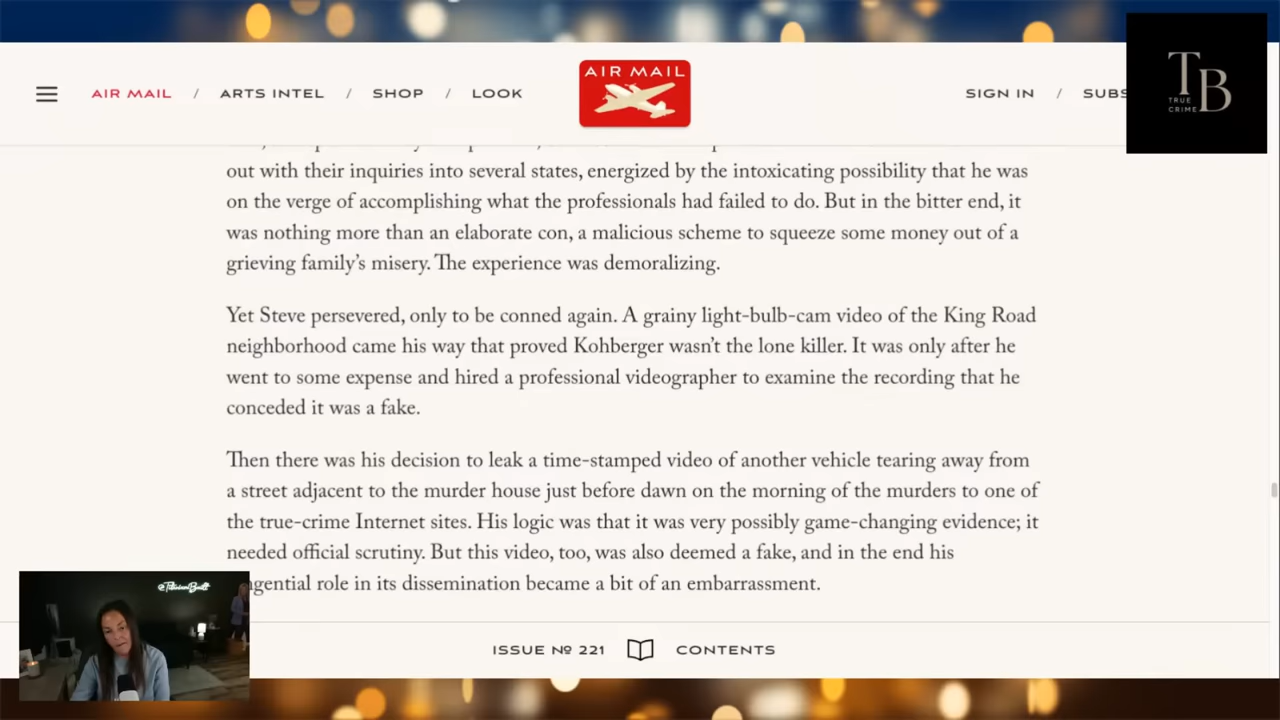 AIR MAIL / ARTS INTEL / SHOP / LOOK
AIR MAIL
SIGN IN / SUBS
TB
TRUE
CRIME
out with their inquiries into several states, energized by the intoxicating possibility that he was
on the verge of accomplishing what the professionals had failed to do. But in the bitter end, it
was nothing more than an elaborate con, a malicious scheme to squeeze some money out of a
grieving family’s misery. The experience was demoralizing.
Yet Steve persevered, only to be conned again. A grainy light-bulb-cam video of the King Road
neighborhood came his way that proved Kohberger wasn’t the lone killer. It was only after he
went to some expense and hired a professional videographer to examine the recording that he
conceded it was a fake.
Then there was his decision to leak a time-stamped video of another vehicle tearing away from
a street adjacent to the murder house just before dawn on the morning of the murders to one of
the true-crime Internet sites. His logic was that it was very possibly game-changing evidence; it
needed official scrutiny. But this video, too, was also deemed a fake, and in the end his
ngential role in its dissemination became a bit of an embarrassment.
ISSUE № 221 CONTENTS